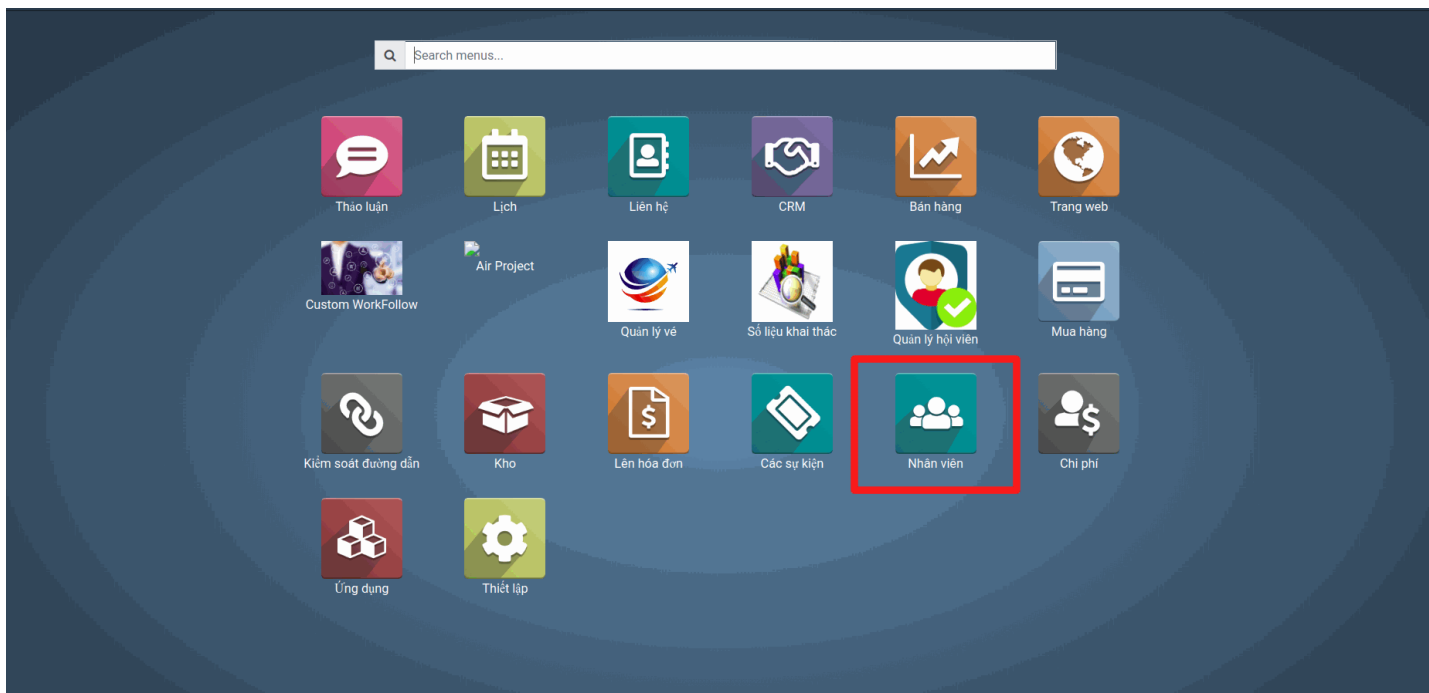 Search menus...
Thảo luận
Lịch
Liên hệ
CRM
Bán hàng
Trang web
Custom WorkFollow
Air Project
Quản lý vé
Số liệu khai thác
Quản lý hội viên
Mua hàng
Kiểm soát đường dẫn
Kho
Lên hóa đơn
Các sự kiện
Nhân viên
Chi phí
Ứng dụng
Thiết lập